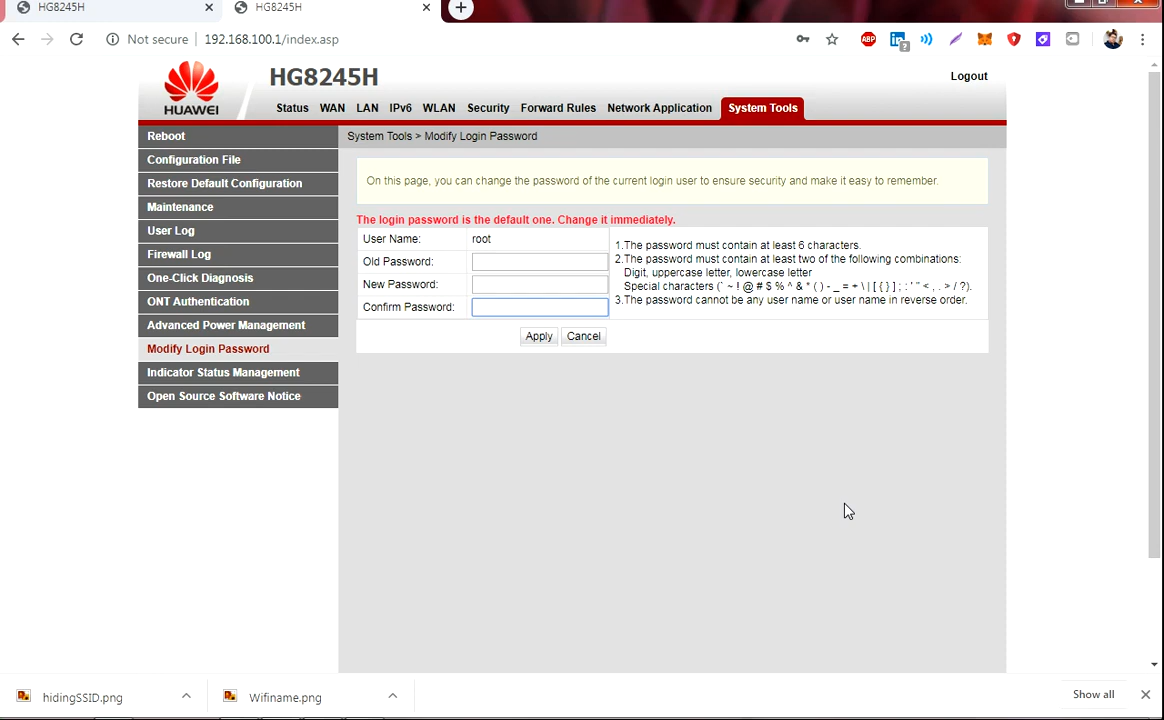 HG8245H
HG8245H
Not secure 192.168.100.1/index.asp
ABP
HG8245H
Logout
HUAWEI
Status WAN LAN IPv6 WLAN Security Forward Rules Network Application System Tools
Reboot
System Tools > Modify Login Password
Configuration File
Restore Default Configuration
Maintenance
User Log
Firewall Log
One-Click Diagnosis
ONT Authentication
Advanced Power Management
Modify Login Password
Indicator Status Management
Open Source Software Notice
On this page, you can change the password of the current login user to ensure security and make it easy to remember.
The login password is the default one. Change it immediately.
User Name: root
Old Password:
New Password:
Confirm Password:
1.The password must contain at least 6 characters.
2.The password must contain at least two of the following combinations:
Digit, uppercase letter, lowercase letter
Special characters (` ~ ! @ # $ % ^ & * ( ) - _ = + \ | [ { } ] ; : ' " < , . > / ?).
3.The password cannot be any user name or user name in reverse order.
Apply Cancel
hidingSSID.png
Wifiname.png
Show all